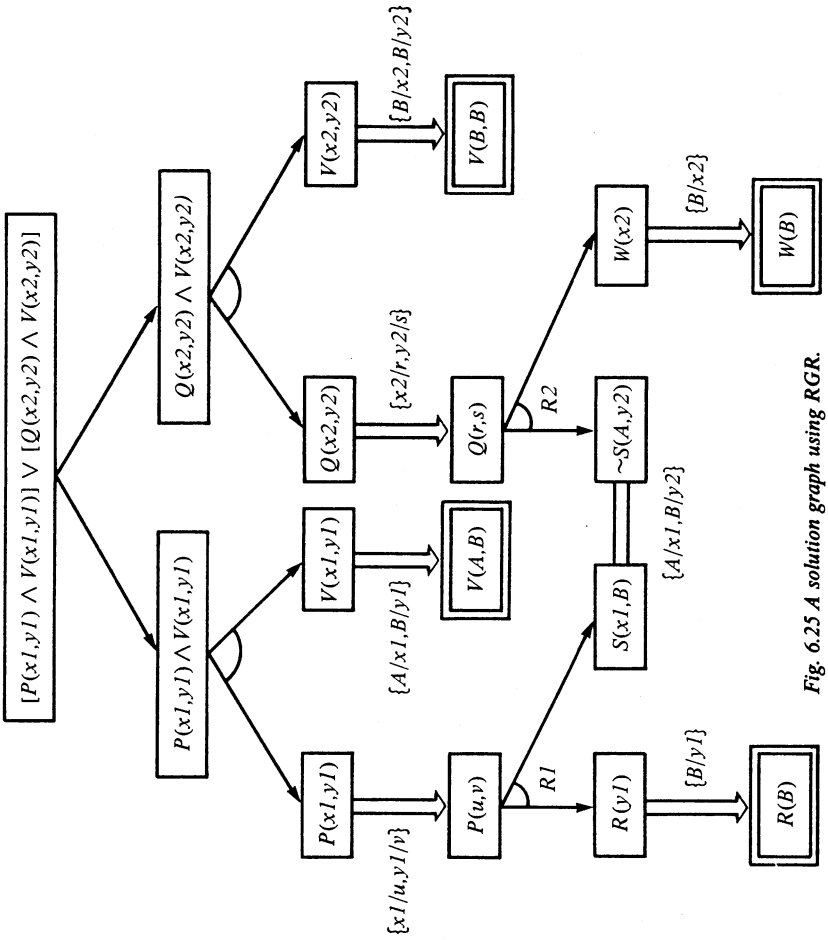 [P(x1,y1) ∧ V(x1,y1)] ∨ [Q(x2,y2) ∧ V(x2,y2)]
P(x1,y1) ∧ V(x1,y1)
Q(x2,y2) ∧ V(x2,y2)
P(x1,y1)
V(x1,y1)
Q(x2,y2)
V(x2,y2)
{x1/u,y1/v}
{A/x1,B/y1}
{x2/r,y2/s}
{B/x2,B/y2}
P(u,v)
V(A,B)
Q(r,s)
V(B,B)
R1
R2
R(y1)
S(x1,B)
~S(A,y2)
W(x2)
{B/y1}
{A/x1,B/y2}
{B/x2}
R(B)
W(B)
Fig. 6.25 A solution graph using RGR.